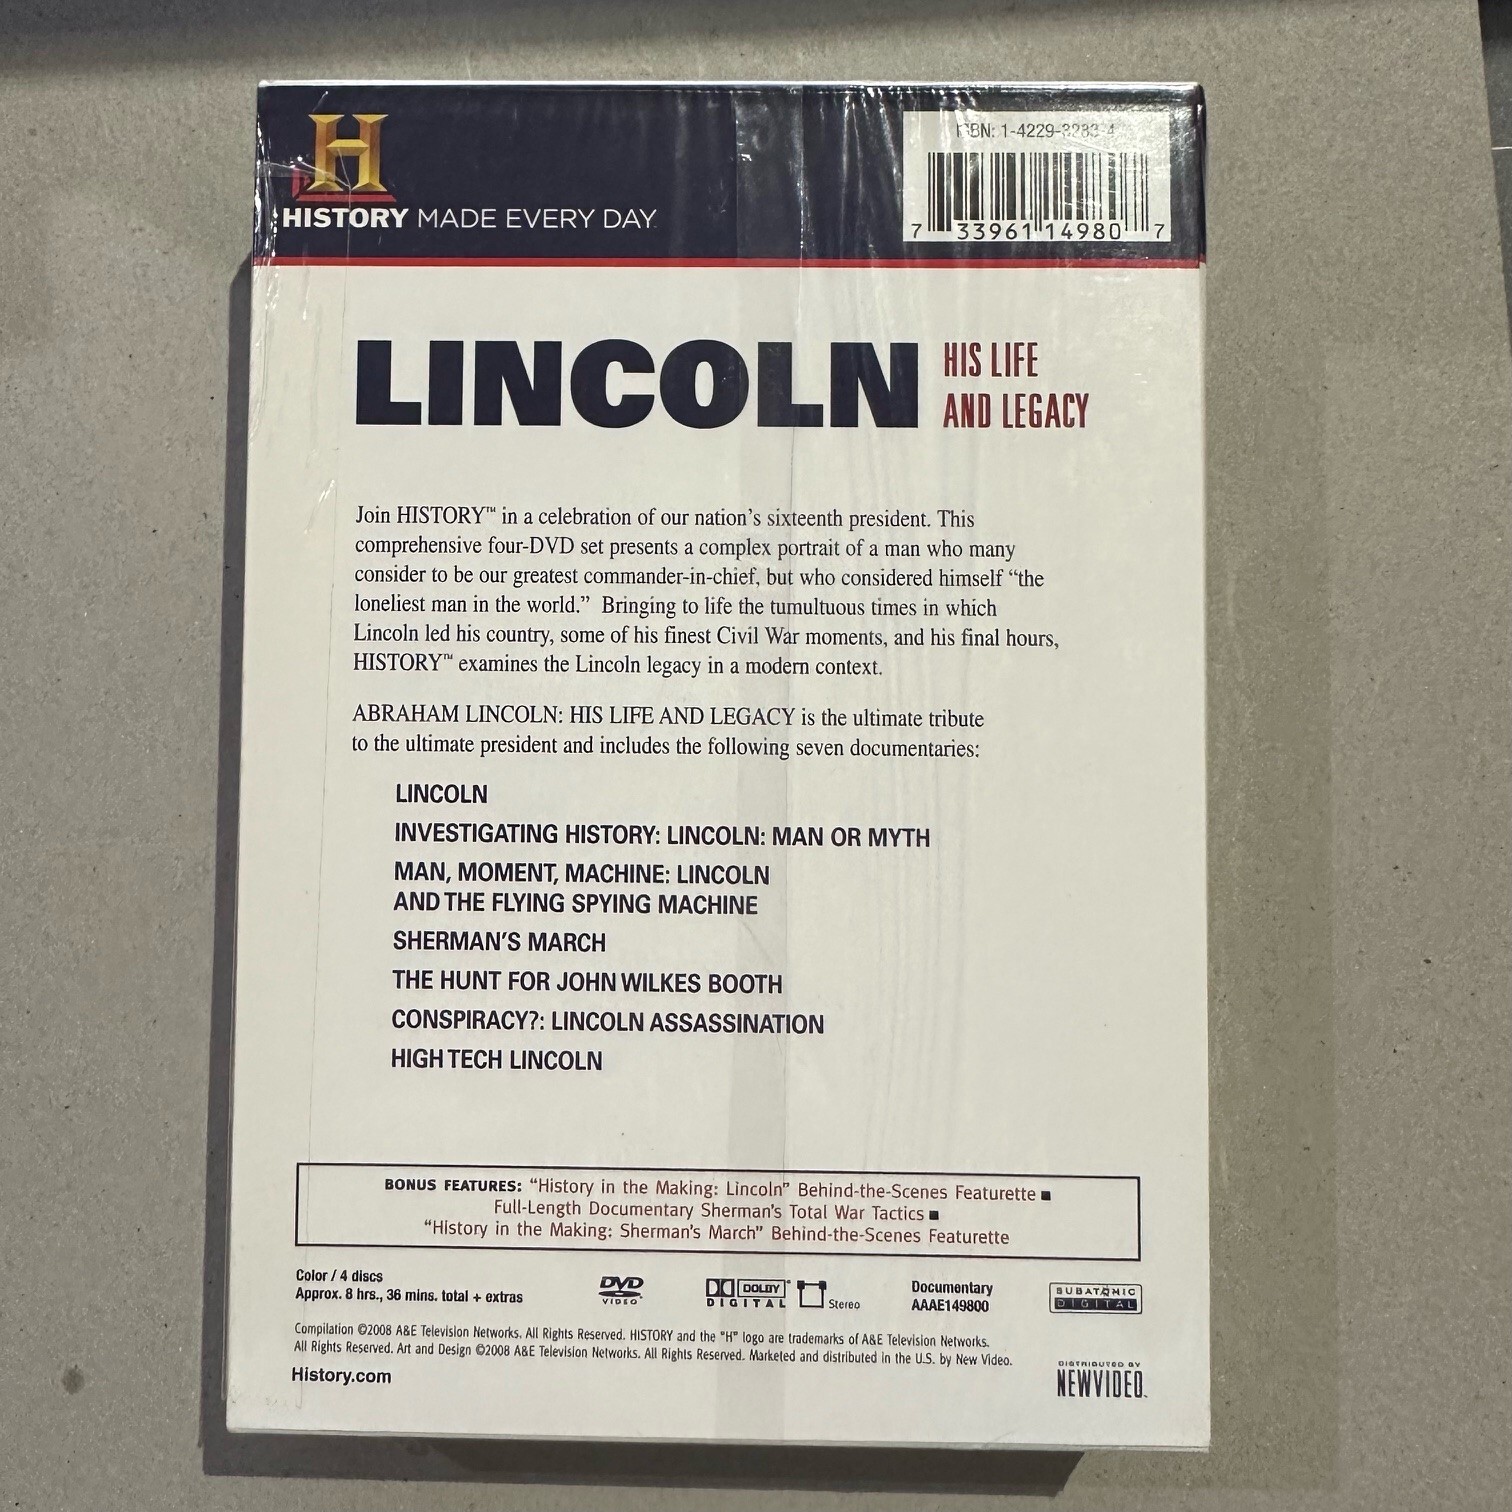 H
HISTORY MADE EVERY DAY
ISBN: 1-4229-3283-4
7 33961 14980 7
LINCOLN HIS LIFE
AND LEGACY
Join HISTORY™ in a celebration of our nation's sixteenth president. This
comprehensive four-DVD set presents a complex portrait of a man who many
consider to be our greatest commander-in-chief, but who considered himself “the
loneliest man in the world.” Bringing to life the tumultuous times in which
Lincoln led his country, some of his finest Civil War moments, and his final hours,
HISTORY™ examines the Lincoln legacy in a modern context.
ABRAHAM LINCOLN: HIS LIFE AND LEGACY is the ultimate tribute
to the ultimate president and includes the following seven documentaries:
LINCOLN
INVESTIGATING HISTORY: LINCOLN: MAN OR MYTH
MAN, MOMENT, MACHINE: LINCOLN
AND THE FLYING SPYING MACHINE
SHERMAN'S MARCH
THE HUNT FOR JOHN WILKES BOOTH
CONSPIRACY?: LINCOLN ASSASSINATION
HIGH TECH LINCOLN
BONUS FEATURES: “History in the Making: Lincoln” Behind-the-Scenes Featurette ■
Full-Length Documentary Sherman's Total War Tactics ■
“History in the Making: Sherman's March” Behind-the-Scenes Featurette
Color / 4 discs
Approx. 8 hrs., 36 mins. total + extras
DVD
VIDEO
DOLBY
DIGITAL
Stereo
Documentary
AAAE149800
SUBATOMIC
DIGITAL
Compilation ©2008 A&E Television Networks. All Rights Reserved. HISTORY and the "H" logo are trademarks of A&E Television Networks.
All Rights Reserved. Art and Design ©2008 A&E Television Networks. All Rights Reserved. Marketed and distributed in the U.S. by New Video.
History.com
DISTRIBUTED BY
NEWVIDEO